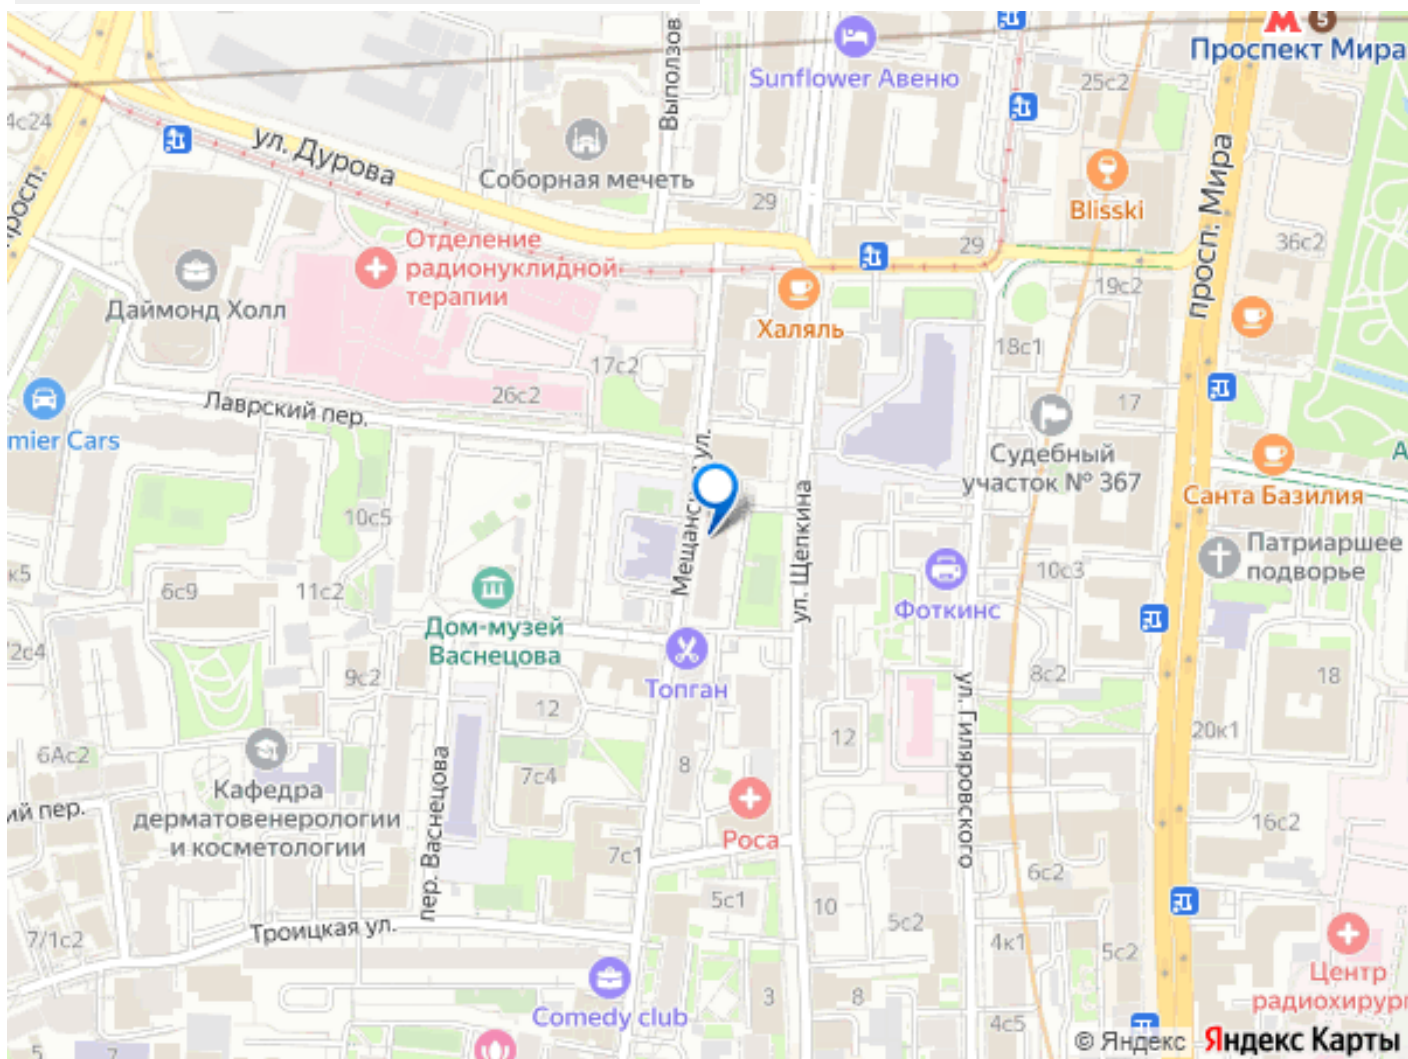 5
Проспект Мира
Выползов
Sunflower Авеню
25с2
4с24
ул. Дурова
Соборная мечеть
просп. Мира
Blisski
29
просп.
Отделение
радионуклидной
терапии
29
36с2
Даймонд Холл
19с2
Халяль
18с1
17с2
26с2
17
Лаврский пер.
mier Cars
Судебный
участок № 367
А
Санта Базилия
Мещанск
ул.
ул. Щепкина
10с5
Патриаршее
подворье
к5
6с9
11с2
10с3
Фоткинс
Дом-музей
Васнецова
2с4
9с2
8с2
18
Топган
ул. Гиляровского
12
12
20к1
6Ас2
8
7с4
пер. Васнецова
Кафедра
дерматовенерологии
и косметологии
ий пер.
16с2
Роса
7с1
6с2
5с1
10
5с2
Троицкая ул.
7/1с2
4к1
5с2
Центр
радиохирург
Comedy club
3
8
4с5
5
7
© Яндекс Яндекс Карты